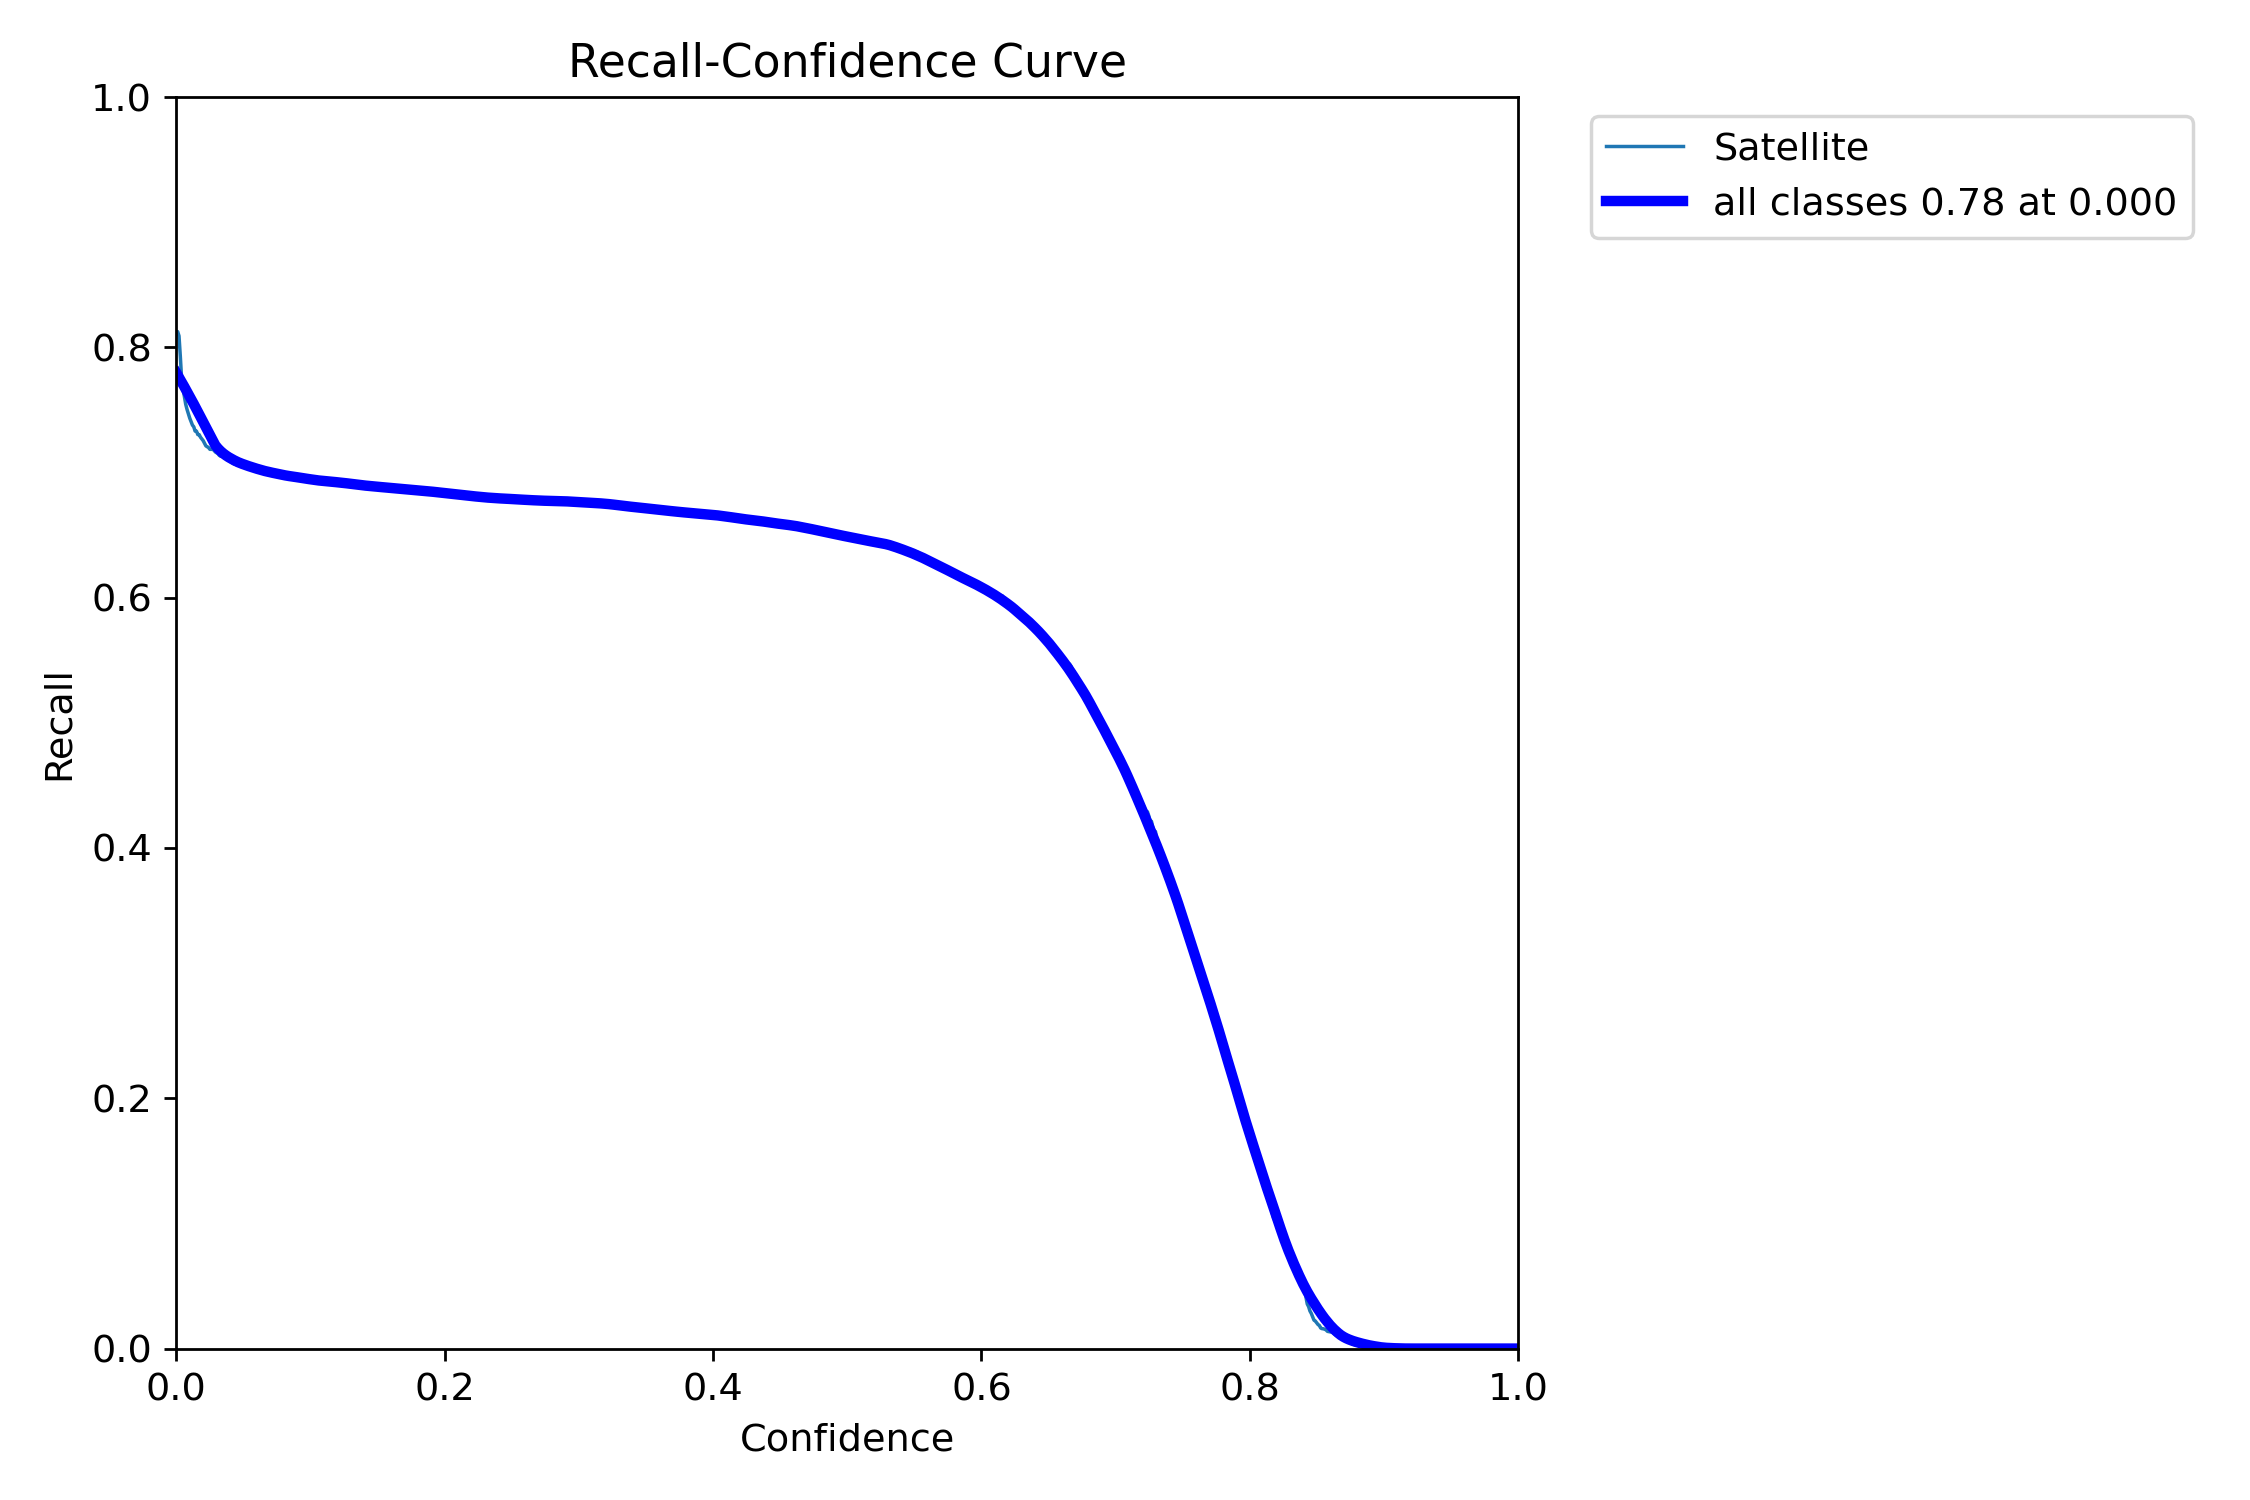 Recall-Confidence Curve
1.0
0.8
0.6
0.4
0.2
0.0
Recall
0.0 0.2 0.4 0.6 0.8 1.0
Confidence
Satellite
all classes 0.78 at 0.000